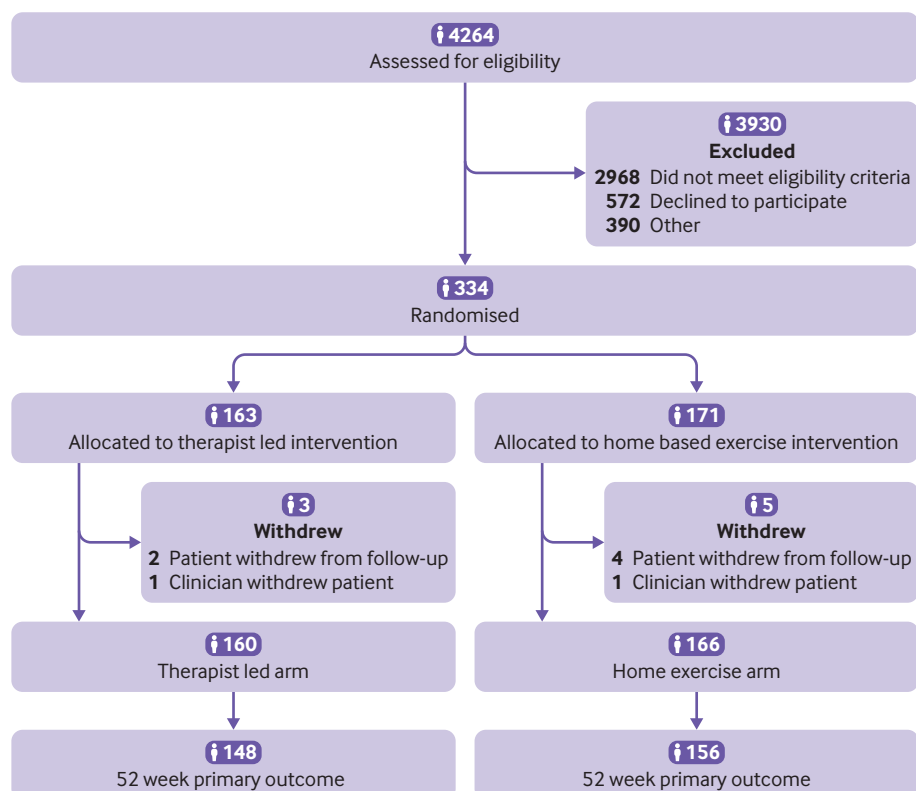 4264
Assessed for eligibility
3930
Excluded
2968 Did not meet eligibility criteria
572 Declined to participate
390 Other
334
Randomised
163
Allocated to therapist led intervention
171
Allocated to home based exercise intervention
3
Withdrew
2 Patient withdrew from follow-up
1 Clinician withdrew patient
5
Withdrew
4 Patient withdrew from follow-up
1 Clinician withdrew patient
160
Therapist led arm
166
Home exercise arm
148
52 week primary outcome
156
52 week primary outcome